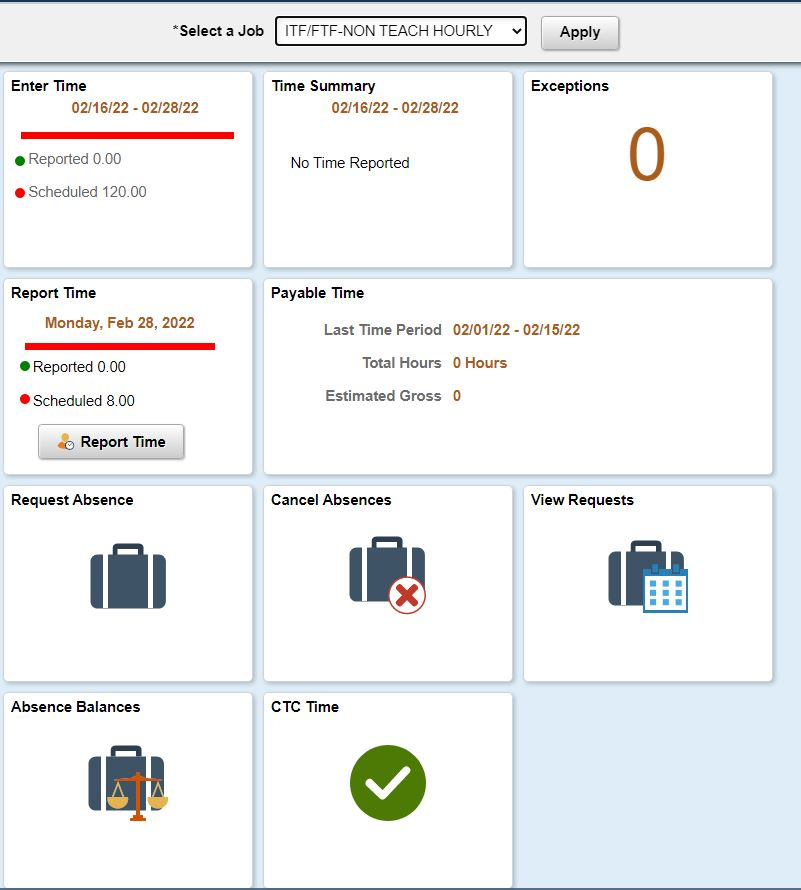 *Select a Job ITF/FTF-NON TEACH HOURLY Apply
Enter Time
02/16/22 - 02/28/22
Reported 0.00
Scheduled 120.00
Time Summary
02/16/22 - 02/28/22
No Time Reported
Exceptions
0
Report Time
Monday, Feb 28, 2022
Reported 0.00
Scheduled 8.00
Report Time
Payable Time
Last Time Period 02/01/22 - 02/15/22
Total Hours 0 Hours
Estimated Gross 0
Request Absence
Cancel Absences
View Requests
Absence Balances
CTC Time